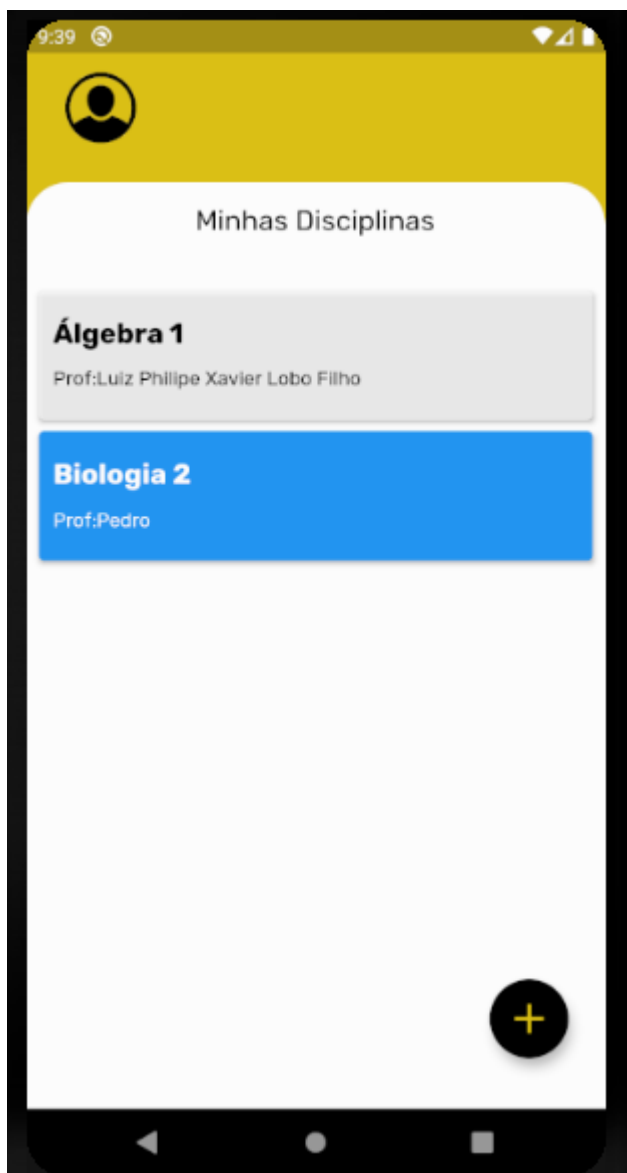 9:39
Minhas Disciplinas
Álgebra 1
Prof:Luiz Philipe Xavier Lobo Filho
Biologia 2
Prof:Pedro